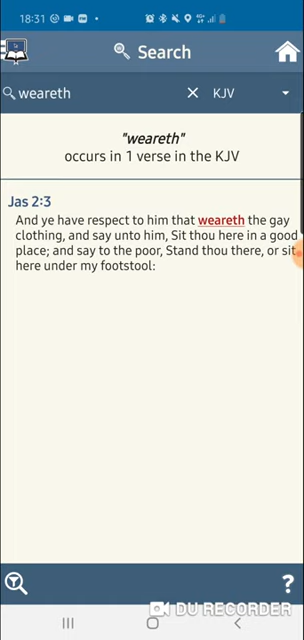 18:31
Search
weareth
KJV
"weareth"
occurs in 1 verse in the KJV
Jas 2:3
And ye have respect to him that weareth the gay
clothing, and say unto him, Sit thou here in a good
place; and say to the poor, Stand thou there, or sit
here under my footstool:
?
DU RECORDER